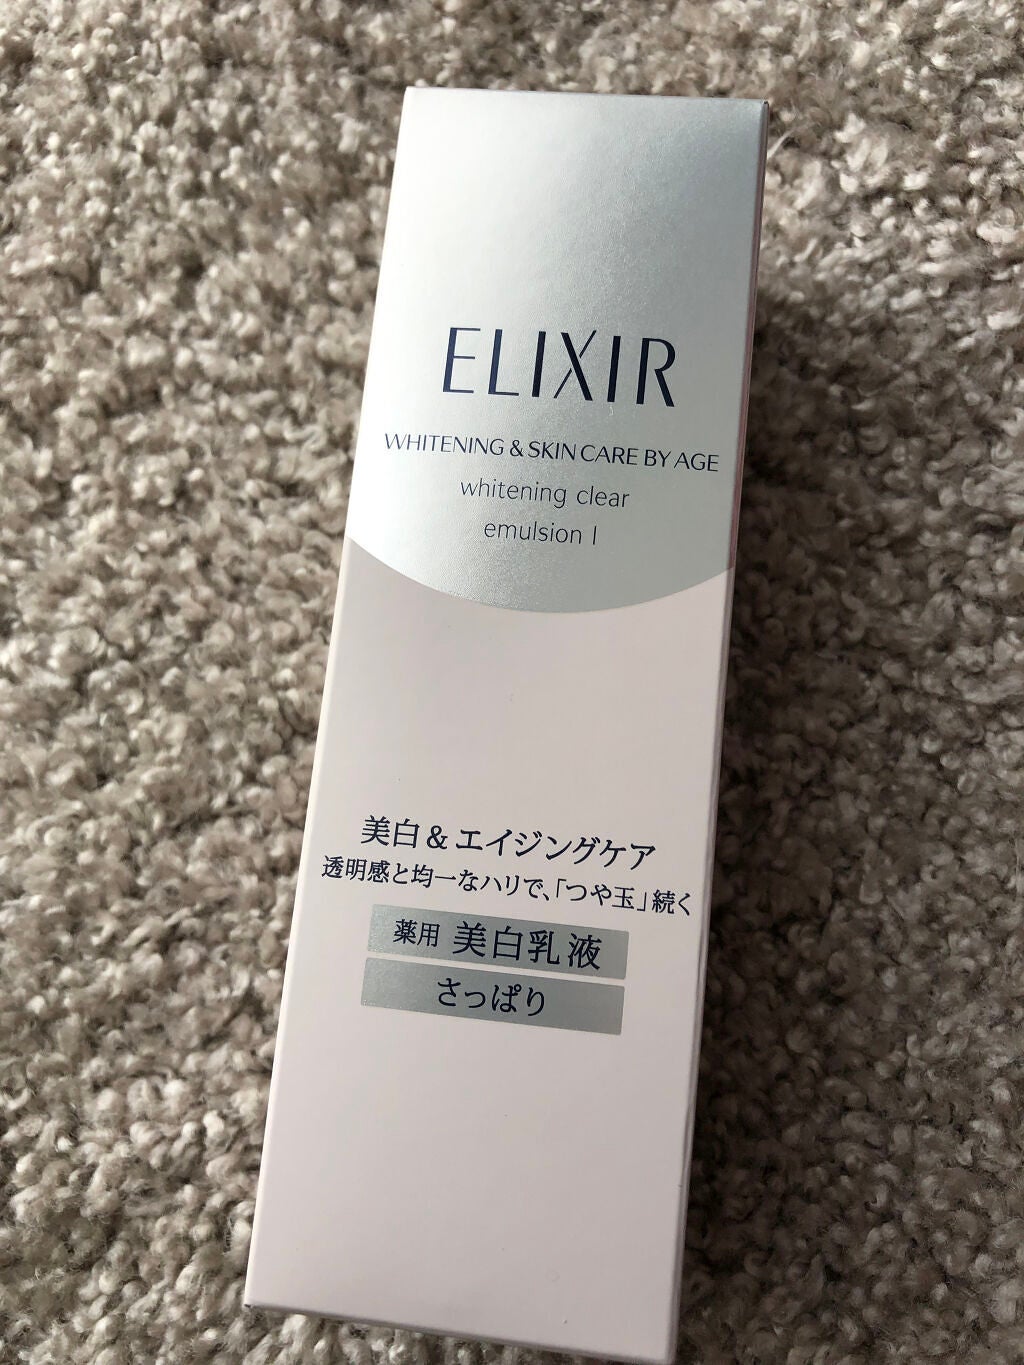 ELIXIR
WHITENING & SKIN CARE BY AGE
whitening clear
emulsion I
美白&エイジングケア
透明感と均一なハリで、「つや玉」続く
薬用 美白乳液
さっぱり